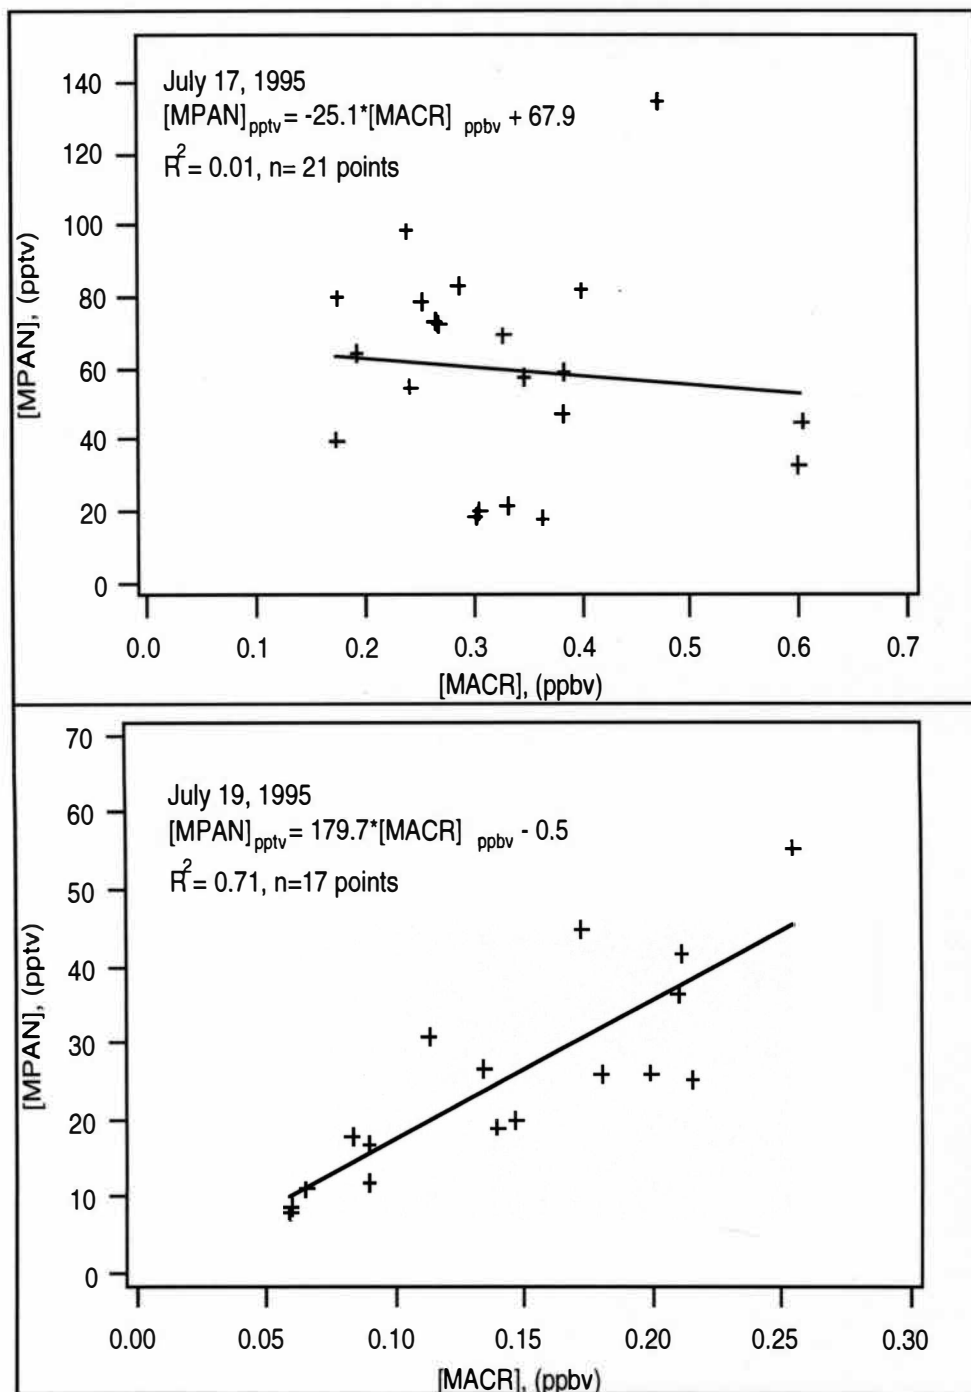 July 17, 1995
[MPAN]pptv = -25.1*[MACR] ppbv + 67.9
R2 = 0.01, n= 21 points
140
120
100
80
60
40
20
0
[MPAN], (pptv)
0.0 0.1 0.2 0.3 0.4 0.5 0.6 0.7
[MACR], (ppbv)
July 19, 1995
[MPAN]pptv = 179.7*[MACR] ppbv - 0.5
R2 = 0.71, n=17 points
70
60
50
40
30
20
10
0
[MPAN], (pptv)
0.00 0.05 0.10 0.15 0.20 0.25 0.30
[MACR], (ppbv)